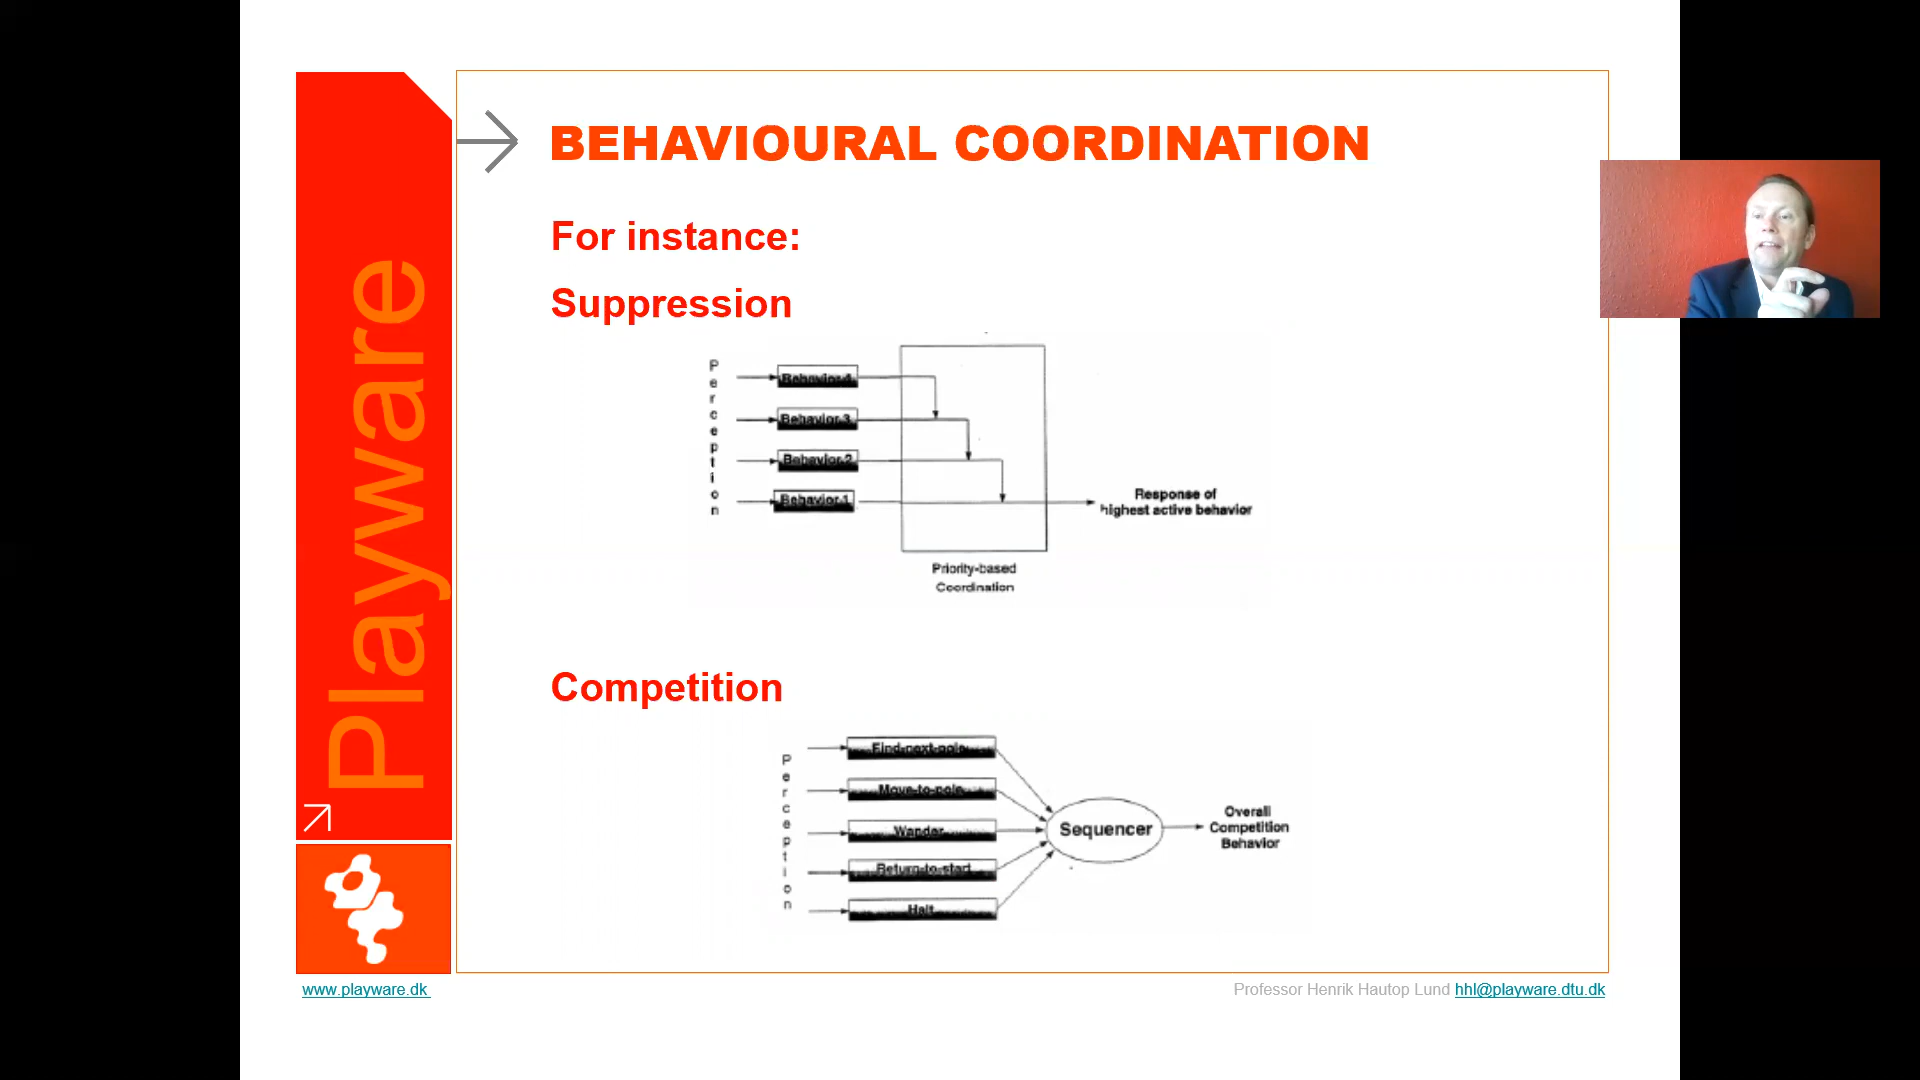 Playware
BEHAVIOURAL COORDINATION
For instance:
Suppression
Perception
Behavior 4
Behavior 3
Behavior 2
Behavior 1
Response of
highest active behavior
Priority-based
Coordination
Competition
Perception
Find-next-pole
Move-to-pole
Wander
Return-to-start
Halt
Sequencer
Overall
Competition
Behavior
www.playware.dk
Professor Henrik Hautop Lund hhl@playware.dtu.dk